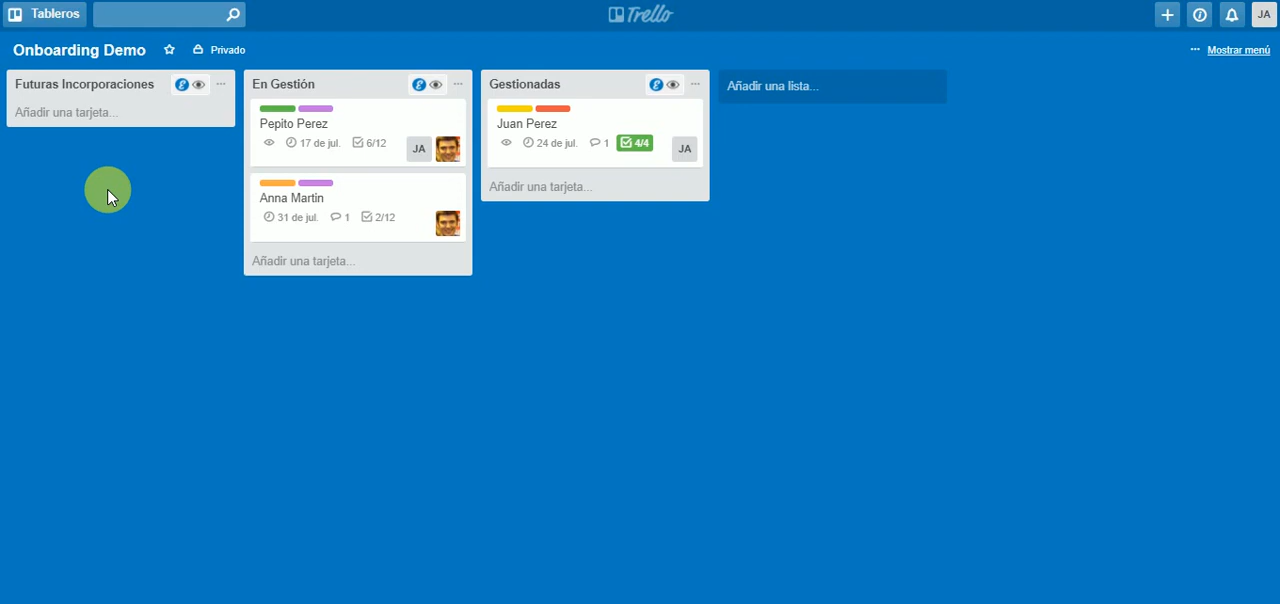 Tableros
Trello
JA
Onboarding Demo
Privado
Mostrar menú
Futuras Incorporaciones
Añadir una tarjeta...
En Gestión
Pepito Perez
17 de jul.
6/12
JA
Anna Martin
31 de jul.
1
2/12
Añadir una tarjeta...
Gestionadas
Juan Perez
24 de jul.
1
4/4
JA
Añadir una tarjeta...
Añadir una lista...